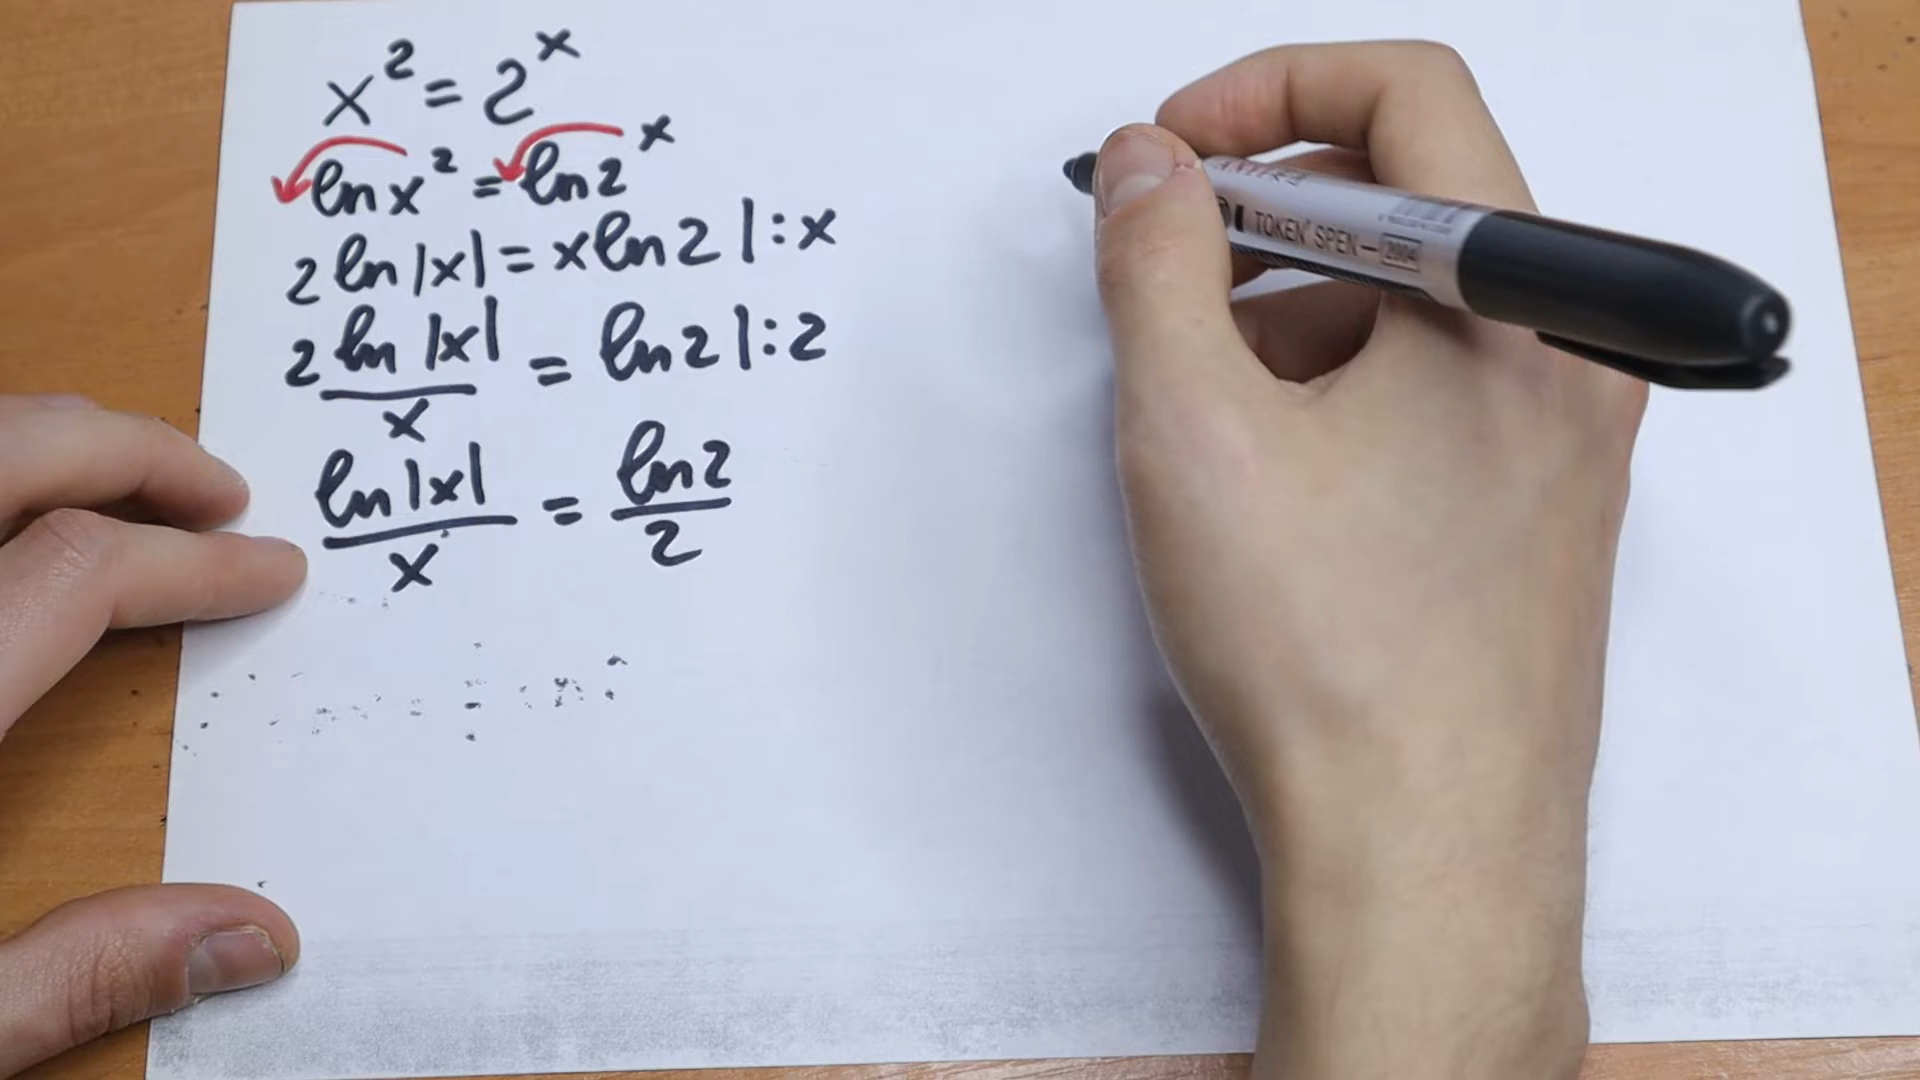 x² = 2ˣ
ln x² = ln 2ˣ
2 ln |x| = x ln 2 | : x
2 ln |x| / x = ln 2 | : 2
ln |x| / x = ln 2 / 2
TOKEN' SPEN— 2004